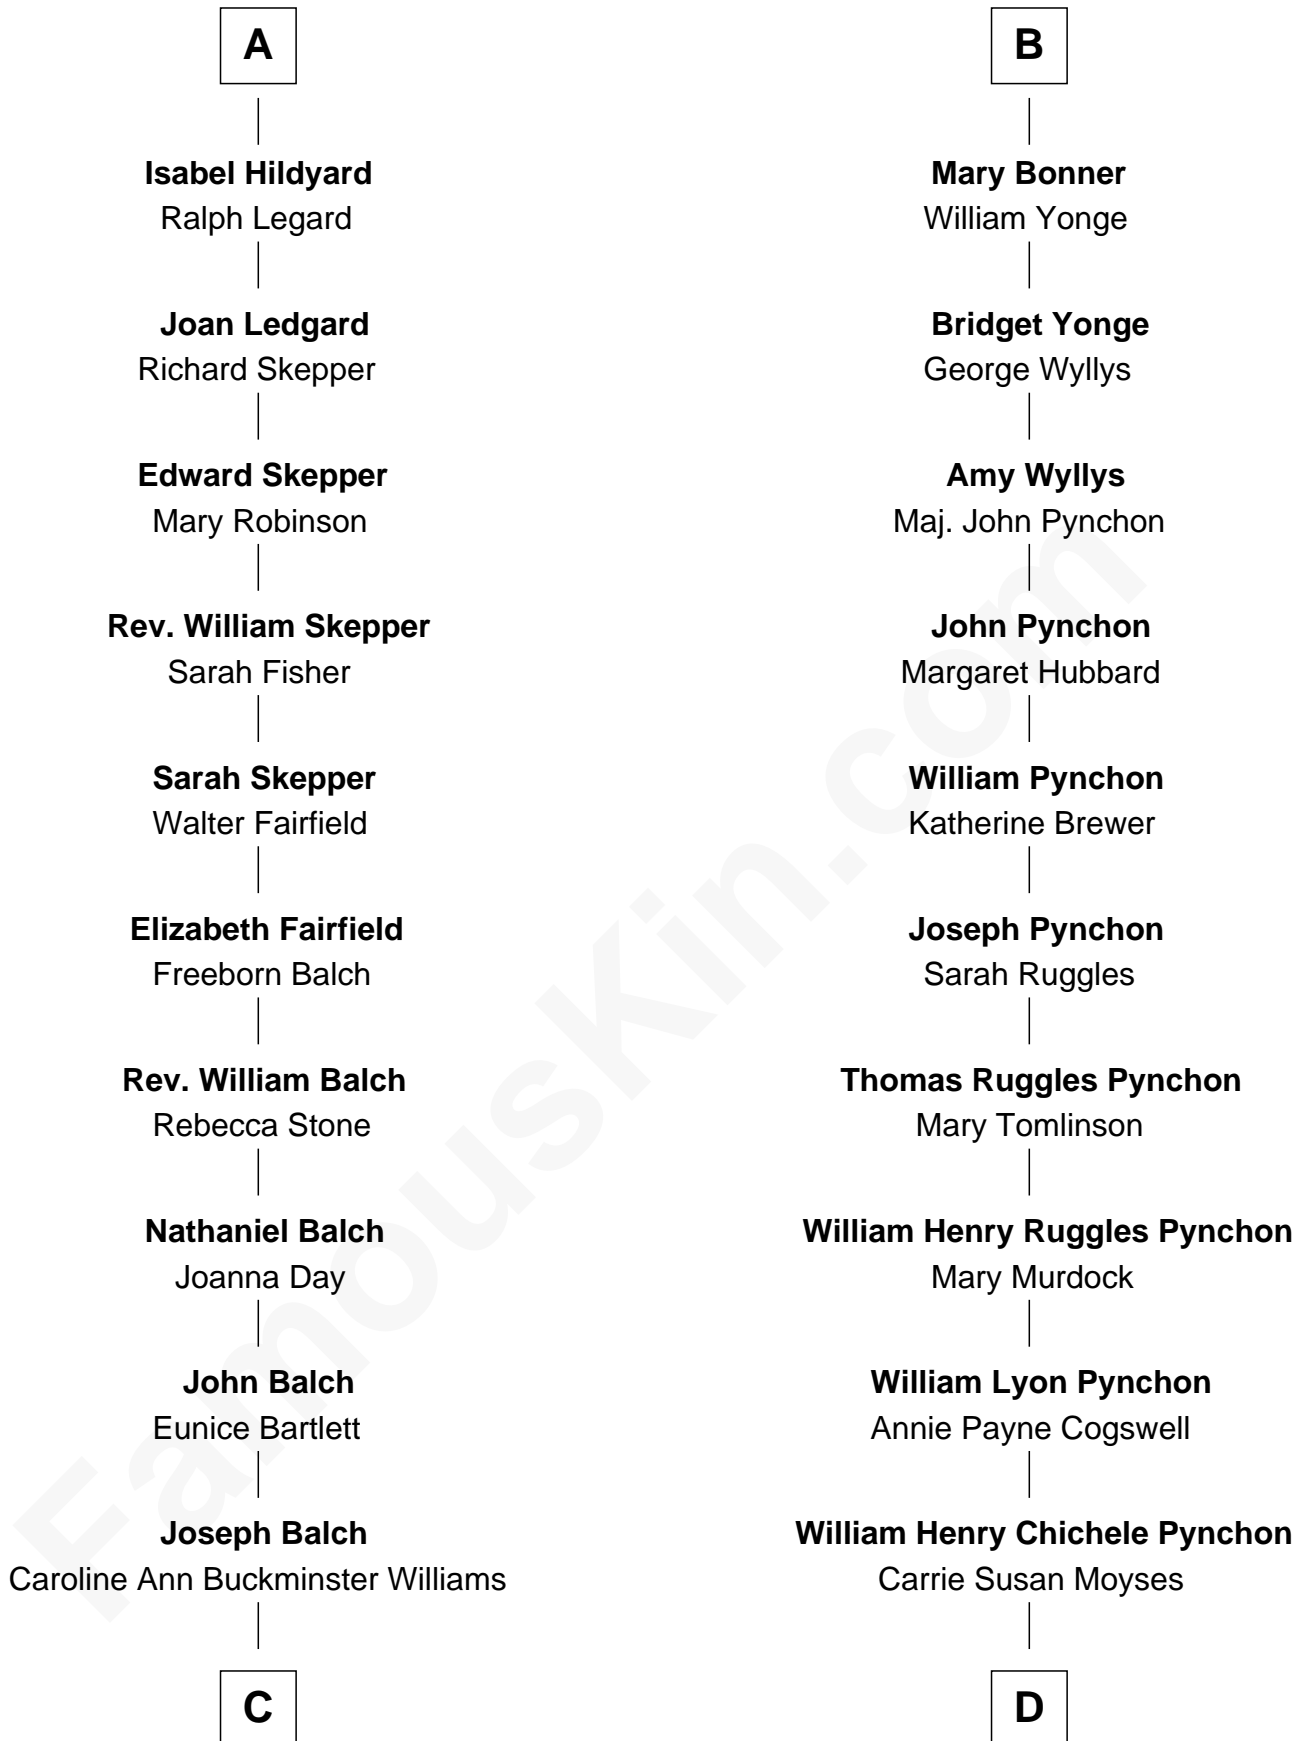 A
Isabel Hildyard
Ralph Legard
Joan Ledgard
Richard Skepper
Edward Skepper
Mary Robinson
Rev. William Skepper
Sarah Fisher
Sarah Skepper
Walter Fairfield
Elizabeth Fairfield
Freeborn Balch
Rev. William Balch
Rebecca Stone
Nathaniel Balch
Joanna Day
John Balch
Eunice Bartlett
Joseph Balch
Caroline Ann Buckminster Williams
C
B
Mary Bonner
William Yonge
Bridget Yonge
George Wyllys
Amy Wyllys
Maj. John Pynchon
John Pynchon
Margaret Hubbard
William Pynchon
Katherine Brewer
Joseph Pynchon
Sarah Ruggles
Thomas Ruggles Pynchon
Mary Tomlinson
William Henry Ruggles Pynchon
Mary Murdock
William Lyon Pynchon
Annie Payne Cogswell
William Henry Chichele Pynchon
Carrie Susan Moyses
D
FamousKin.com